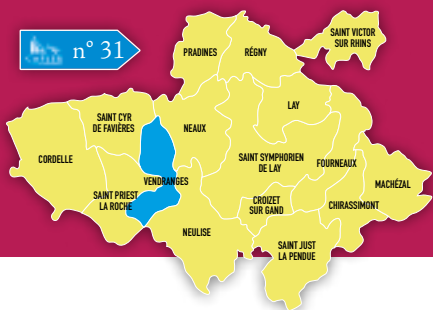 n° 31
PRADINES
RÉGNY
SAINT VICTOR
SUR RHINS
SAINT CYR
DE FAVIÈRES
NEAUX
LAY
CORDELLE
SAINT SYMPHORIEN
DE LAY
FOURNEAUX
VENDRANGES
MACHÉZAL
SAINT PRIEST
LA ROCHE
CROIZET
SUR GAND
CHIRASSIMONT
NEULISE
SAINT JUST
LA PENDUE